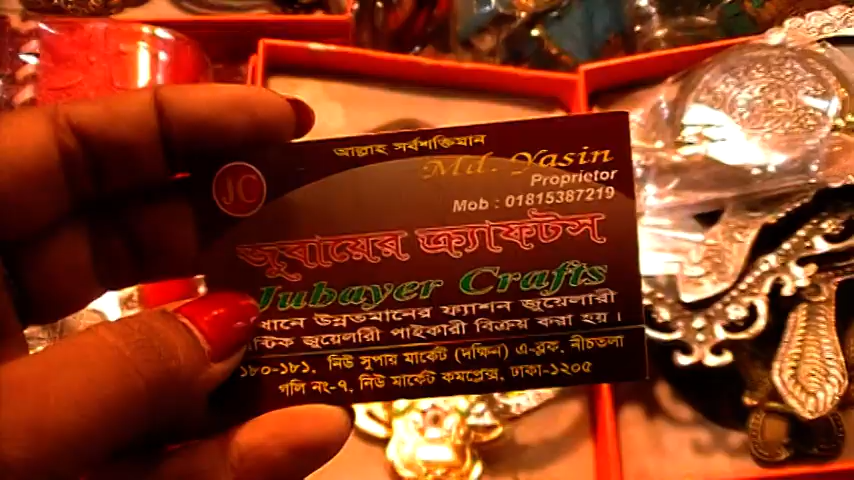 আল্লাহ সর্বশক্তিমান
JC
Md. Yasin
Proprietor
Mob : 01815387219
জুবায়ের ক্র্যাফটস
Jubayer Crafts
খানে উন্নতমানের ফ্যাশন জুয়েলারী
স্টিক জুয়েলারী পাইকারী বিক্রয় করা হয় ।
১৮০-১৮১, নিউ সুপার মার্কেট (দক্ষিন) এ-ব্লক, নীচতলা
গলি নং-৭, নিউ মার্কেট কমপ্লেক্স, ঢাকা-১২০৫